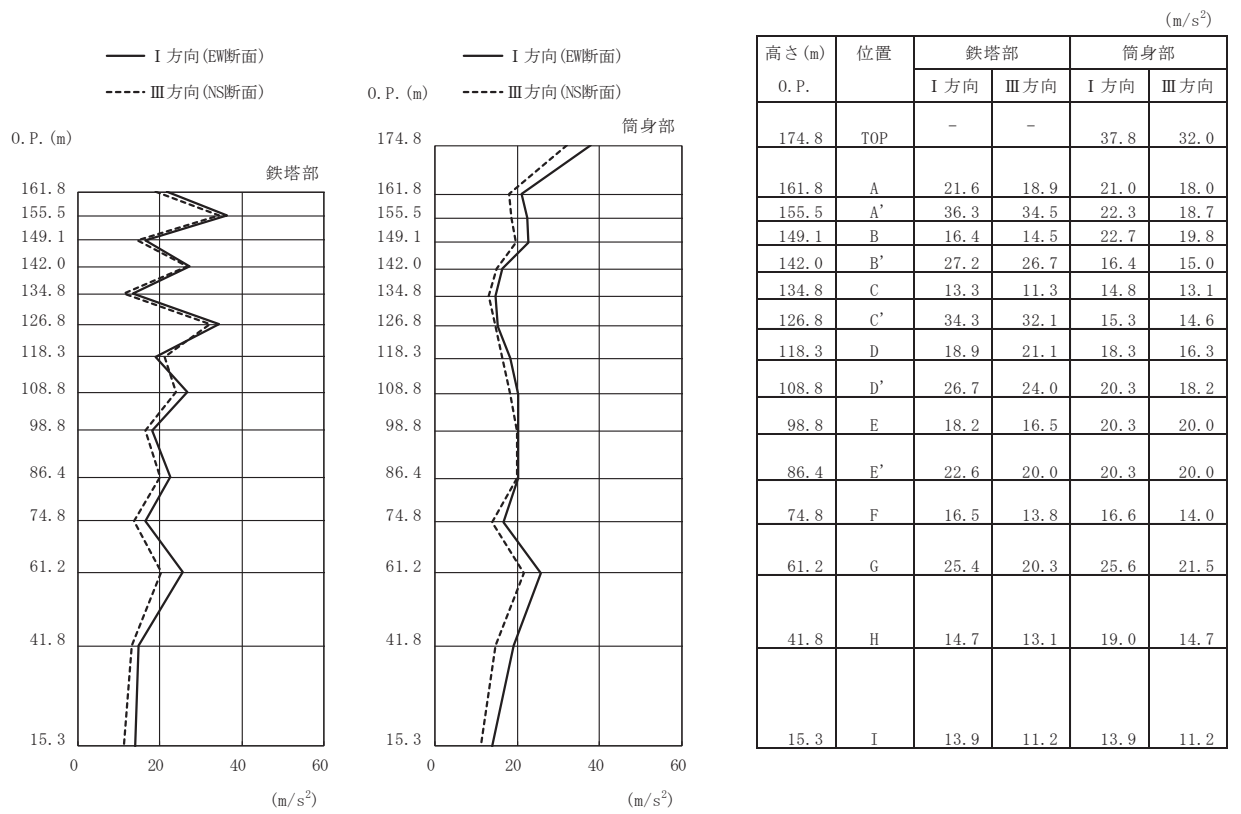 Ⅰ 方向(EW断面)
Ⅲ方向(NS断面)
O.P.(m)
鉄塔部
161.8
155.5
149.1
142.0
134.8
126.8
118.3
108.8
98.8
86.4
74.8
61.2
41.8
15.3
0 20 40 60
(m/s²)
Ⅰ 方向(EW断面)
Ⅲ方向(NS断面)
O.P.(m)
筒身部
174.8
161.8
155.5
149.1
142.0
134.8
126.8
118.3
108.8
98.8
86.4
74.8
61.2
41.8
15.3
0 20 40 60
(m/s²)
(m/s²)
高さ(m) 位置 鉄塔部 筒身部
O.P. Ⅰ 方向 Ⅲ方向 Ⅰ 方向 Ⅲ方向
174.8 TOP － － 37.8 32.0
161.8 A 21.6 18.9 21.0 18.0
155.5 A' 36.3 34.5 22.3 18.7
149.1 B 16.4 14.5 22.7 19.8
142.0 B' 27.2 26.7 16.4 15.0
134.8 C 13.3 11.3 14.8 13.1
126.8 C' 34.3 32.1 15.3 14.6
118.3 D 18.9 21.1 18.3 16.3
108.8 D' 26.7 24.0 20.3 18.2
98.8 E 18.2 16.5 20.3 20.0
86.4 E' 22.6 20.0 20.3 20.0
74.8 F 16.5 13.8 16.6 14.0
61.2 G 25.4 20.3 25.6 21.5
41.8 H 14.7 13.1 19.0 14.7
15.3 I 13.9 11.2 13.9 11.2